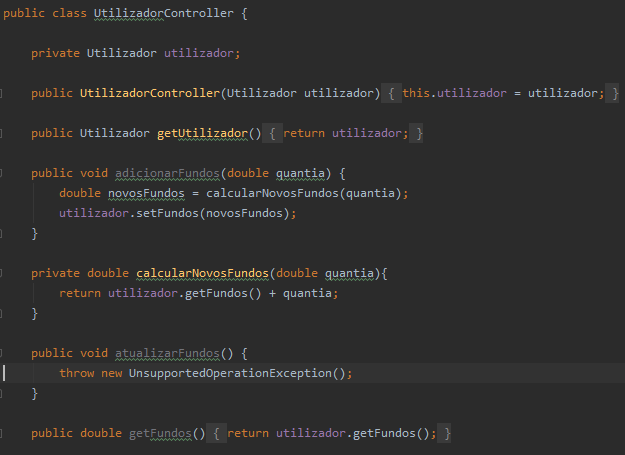 public class UtilizadorController {
private Utilizador utilizador;
public UtilizadorController(Utilizador utilizador) { this.utilizador = utilizador; }
public Utilizador getUtilizador() { return utilizador; }
public void adicionarFundos(double quantia) {
double novosFundos = calcularNovosFundos(quantia);
utilizador.setFundos(novosFundos);
}
private double calcularNovosFundos(double quantia){
return utilizador.getFundos() + quantia;
}
public void atualizarFundos() {
throw new UnsupportedOperationException();
}
public double getFundos() { return utilizador.getFundos(); }